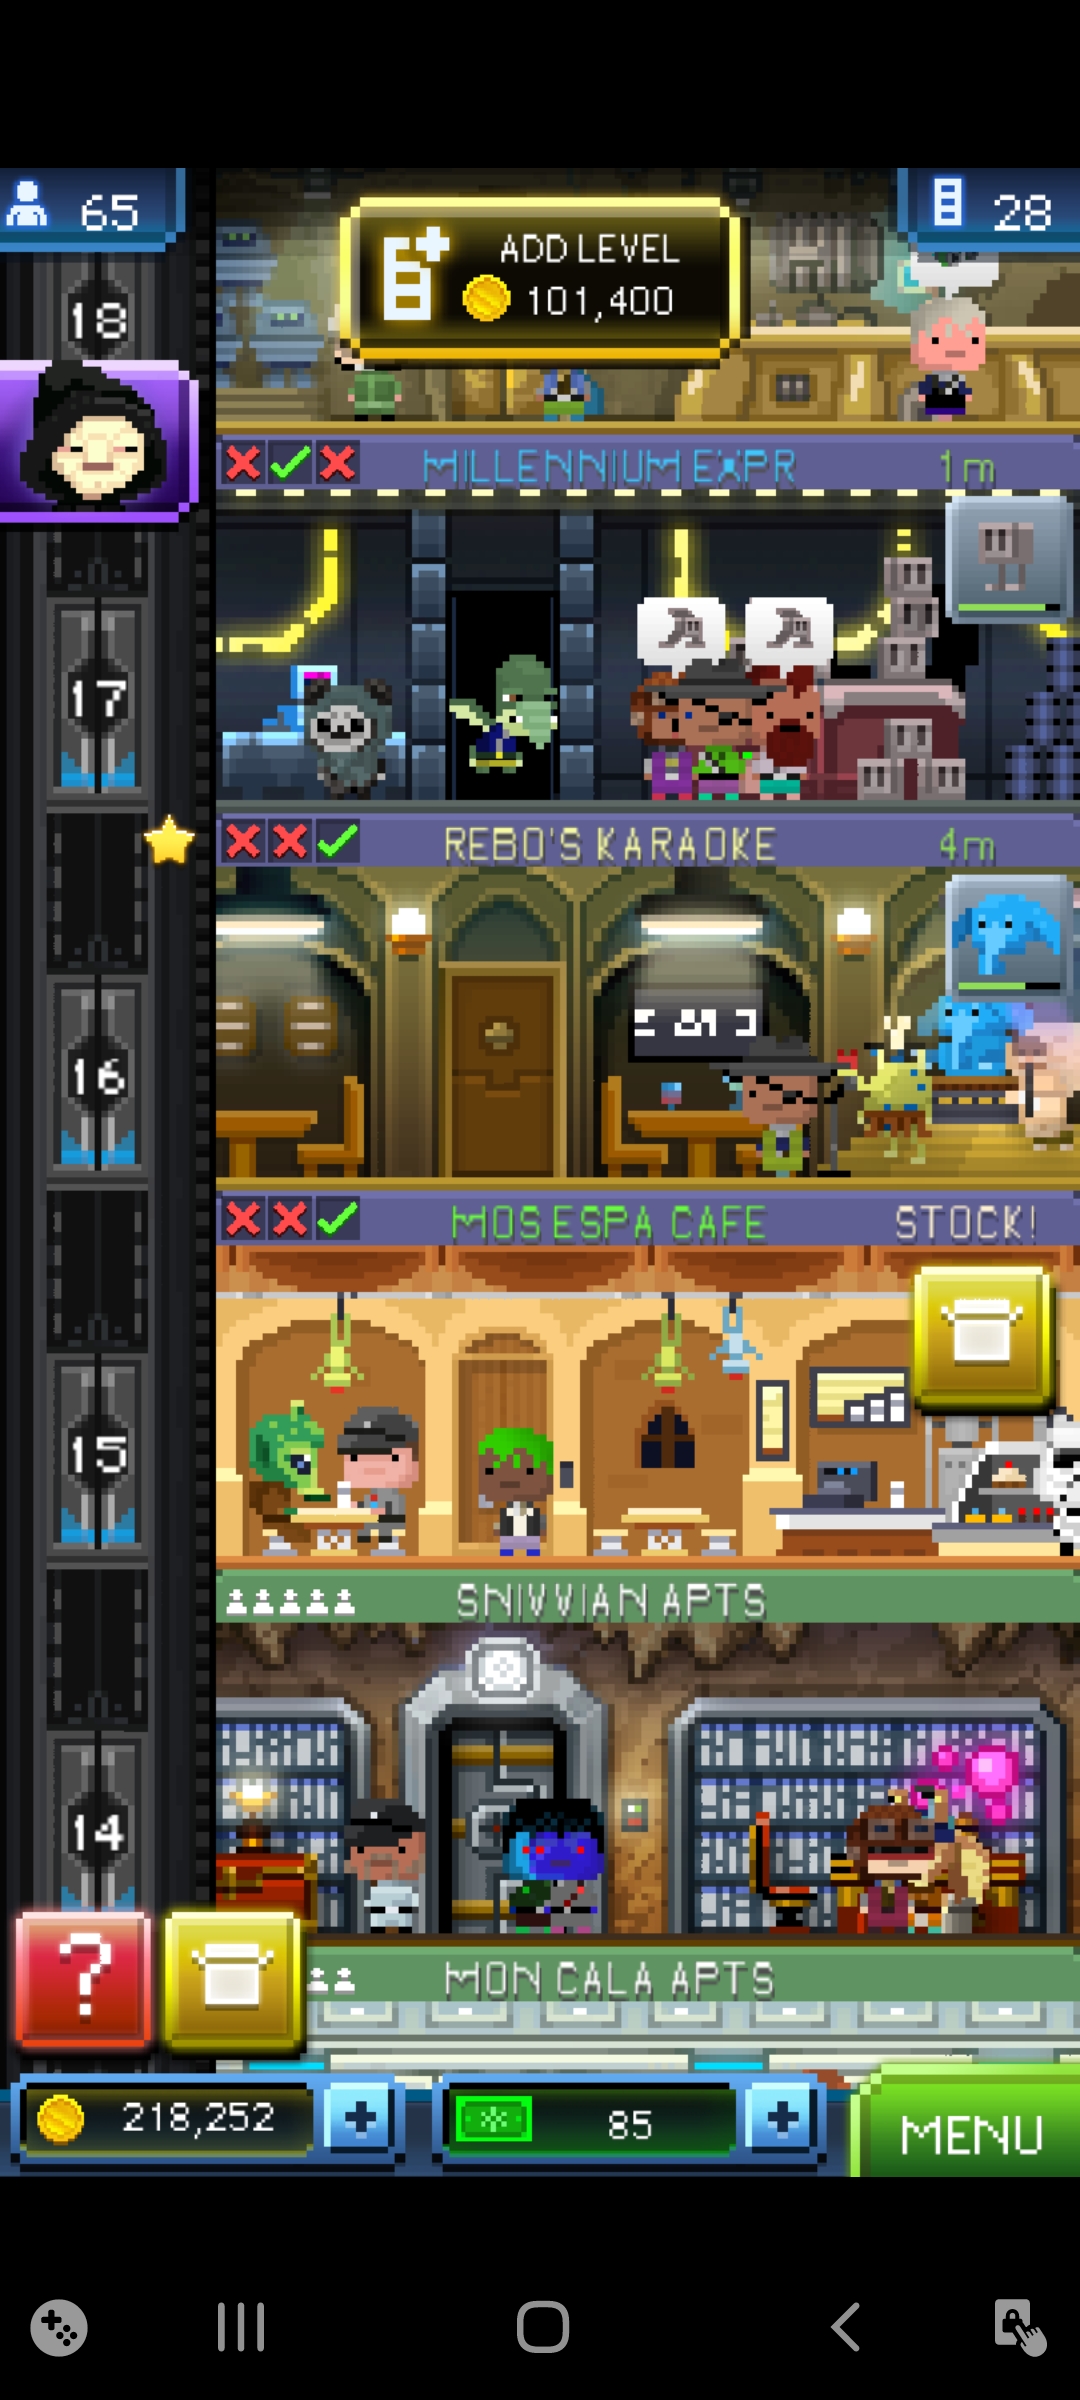 65
ADD LEVEL
101,400
28
18
MILLENNIUM EXPR
1m
17
REBO'S KARAOKE
4m
16
MOS ESPA CAFE
STOCK!
15
SNIVVIAN APTS
14
?
MON CALA APTS
218,252
+
85
+
MENU